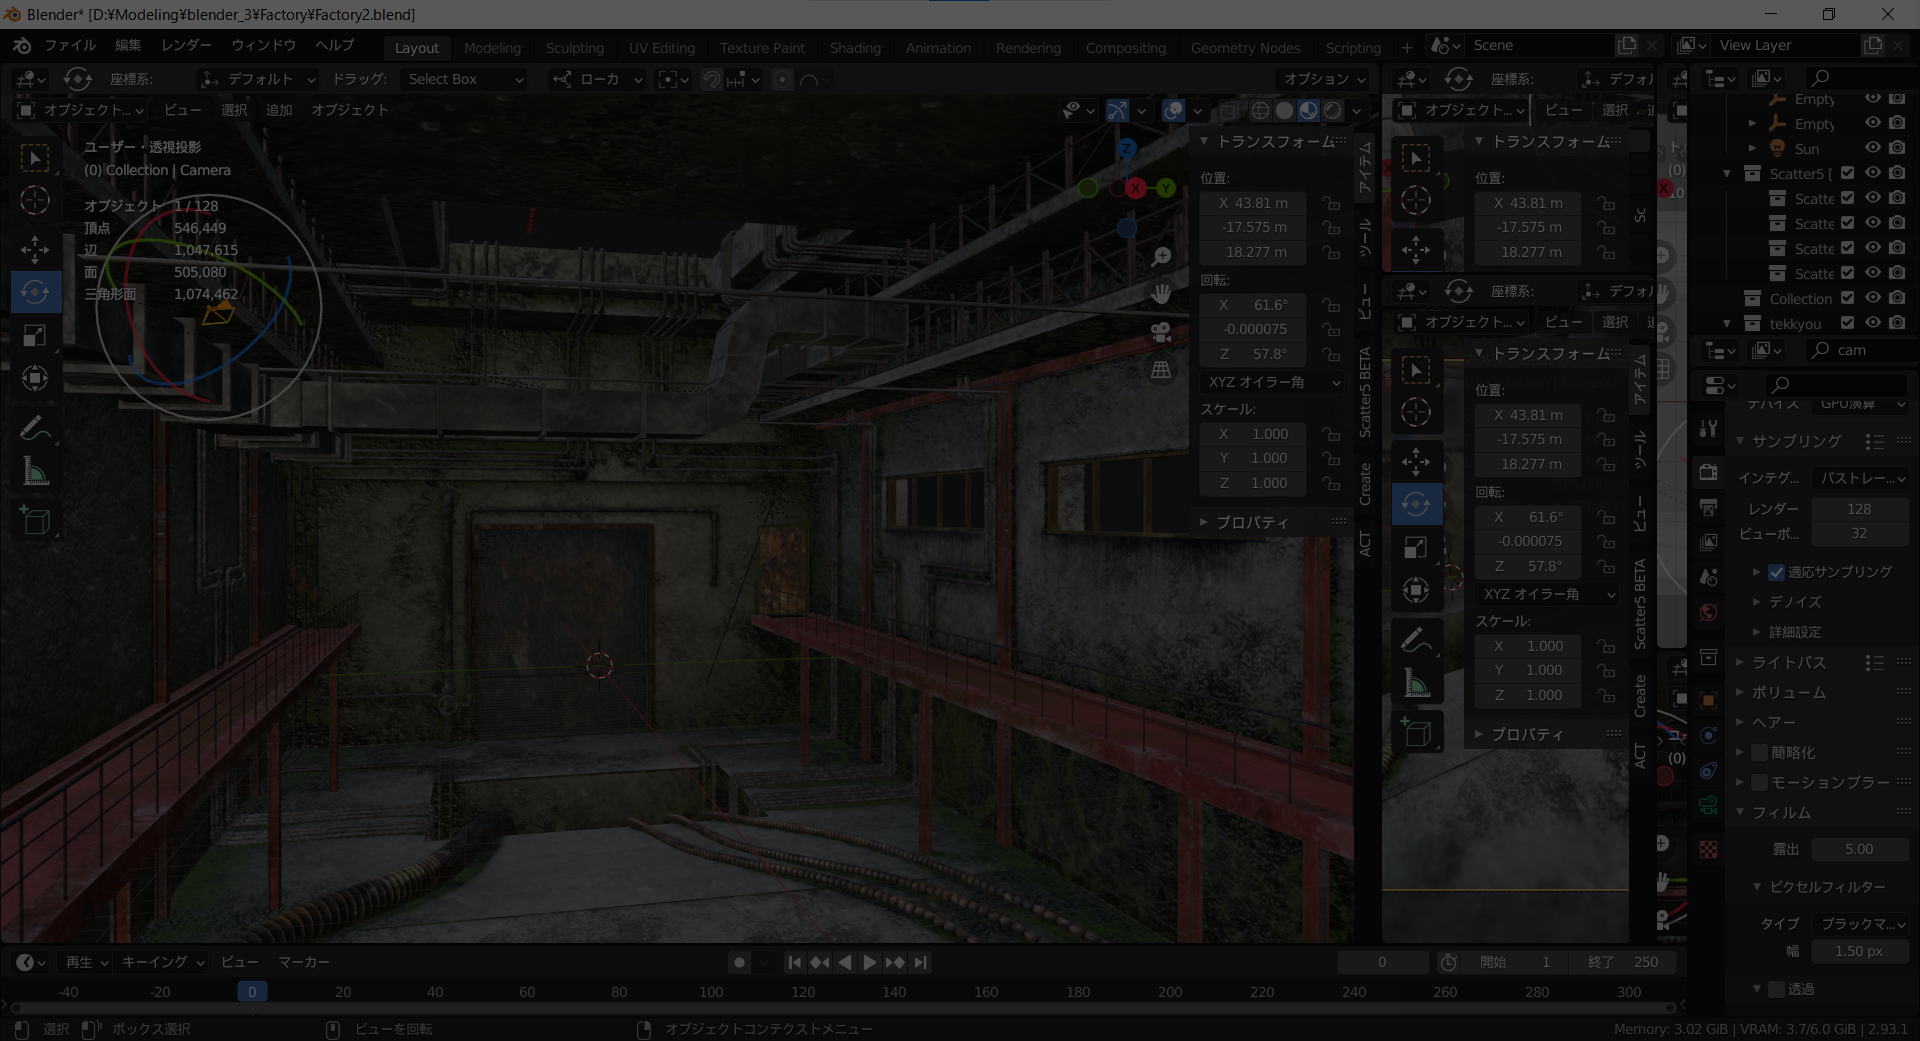 Blender* [D:¥Modeling¥blender_3¥Factory¥Factory2.blend]
ファイル 編集 レンダー ウィンドウ ヘルプ Layout Modeling Sculpting UV Editing Texture Paint Shading Animation Rendering Compositing Geometry Nodes Scripting + Scene View Layer
座標系: デフォルト ドラッグ: Select Box ローカ オプション
オブジェクト... ビュー 選択 追加 オブジェクト
ユーザー・透視投影
(0) Collection | Camera
オブジェクト 1 / 128
頂点 546,449
辺 1,047,615
面 505,080
三角形面 1,074,462
Z
X
Y
トランスフォーム
位置:
X 43.81 m
-17.575 m
18.277 m
回転:
X 61.6°
-0.000075
Z 57.8°
XYZ オイラー角
スケール:
X 1.000
Y 1.000
Z 1.000
プロパティ
アイテム
ツール
ビュー
Scatter5 BETA
Create
ACT
座標系: デフォル
オブジェクト... ビュー 選択
トランスフォーム
位置:
X 43.81 m
-17.575 m
18.277 m
Sc
座標系: デフォル
オブジェクト... ビュー 選択
トランスフォーム
位置:
X 43.81 m
-17.575 m
18.277 m
回転:
X 61.6°
-0.000075
Z 57.8°
XYZ オイラー角
スケール:
X 1.000
Y 1.000
Z 1.000
プロパティ
アイテム
ツール
ビュー
Scatter5 BETA
Create
ACT
(0)
X
(0)
Empty
Empty
Sun
Scatter5 [
Scatte
Scatte
Scatte
Scatte
Collection
tekkyou
cam
デバイス GPU演算
サンプリング
インテグ... パストレー...
レンダー 128
ビューポ... 32
適応サンプリング
デノイズ
詳細設定
ライトパス
ボリューム
ヘアー
簡略化
モーションブラー
フィルム
露出 5.00
ピクセルフィルター
タイプ ブラックマ...
幅 1.50 px
透過
再生 キーイング ビュー マーカー 0 開始 1 終了 250
-40 -20 0 20 40 60 80 100 120 140 160 180 200 220 240 260 280 300
選択 ボックス選択 ビューを回転 オブジェクトコンテクストメニュー Memory: 3.02 GiB | VRAM: 3.7/6.0 GiB | 2.93.1